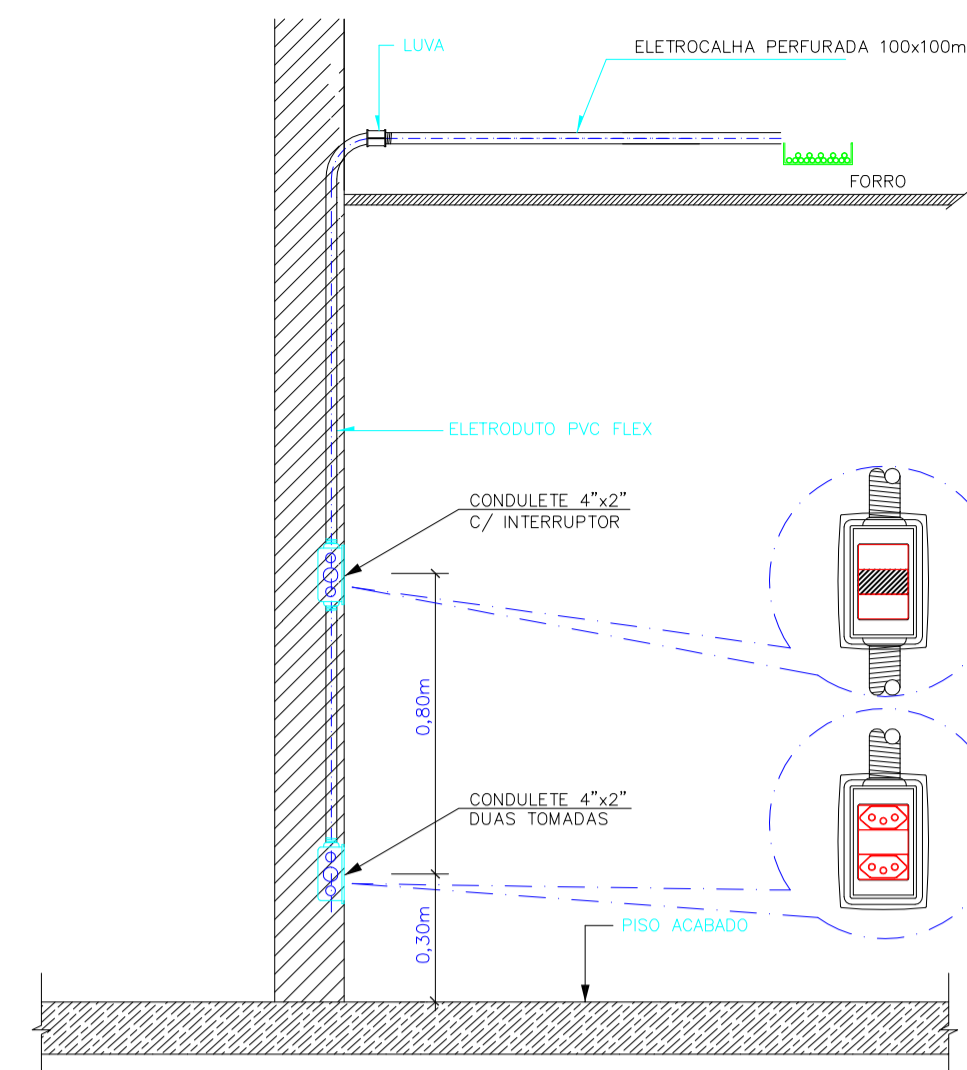 LUVA
ELETROCALHA PERFURADA 100x100m
FORRO
ELETRODUTO PVC FLEX
CONDULETE 4"x2"
C/ INTERRUPTOR
0,80m
CONDULETE 4"x2"
DUAS TOMADAS
0,30m
PISO ACABADO